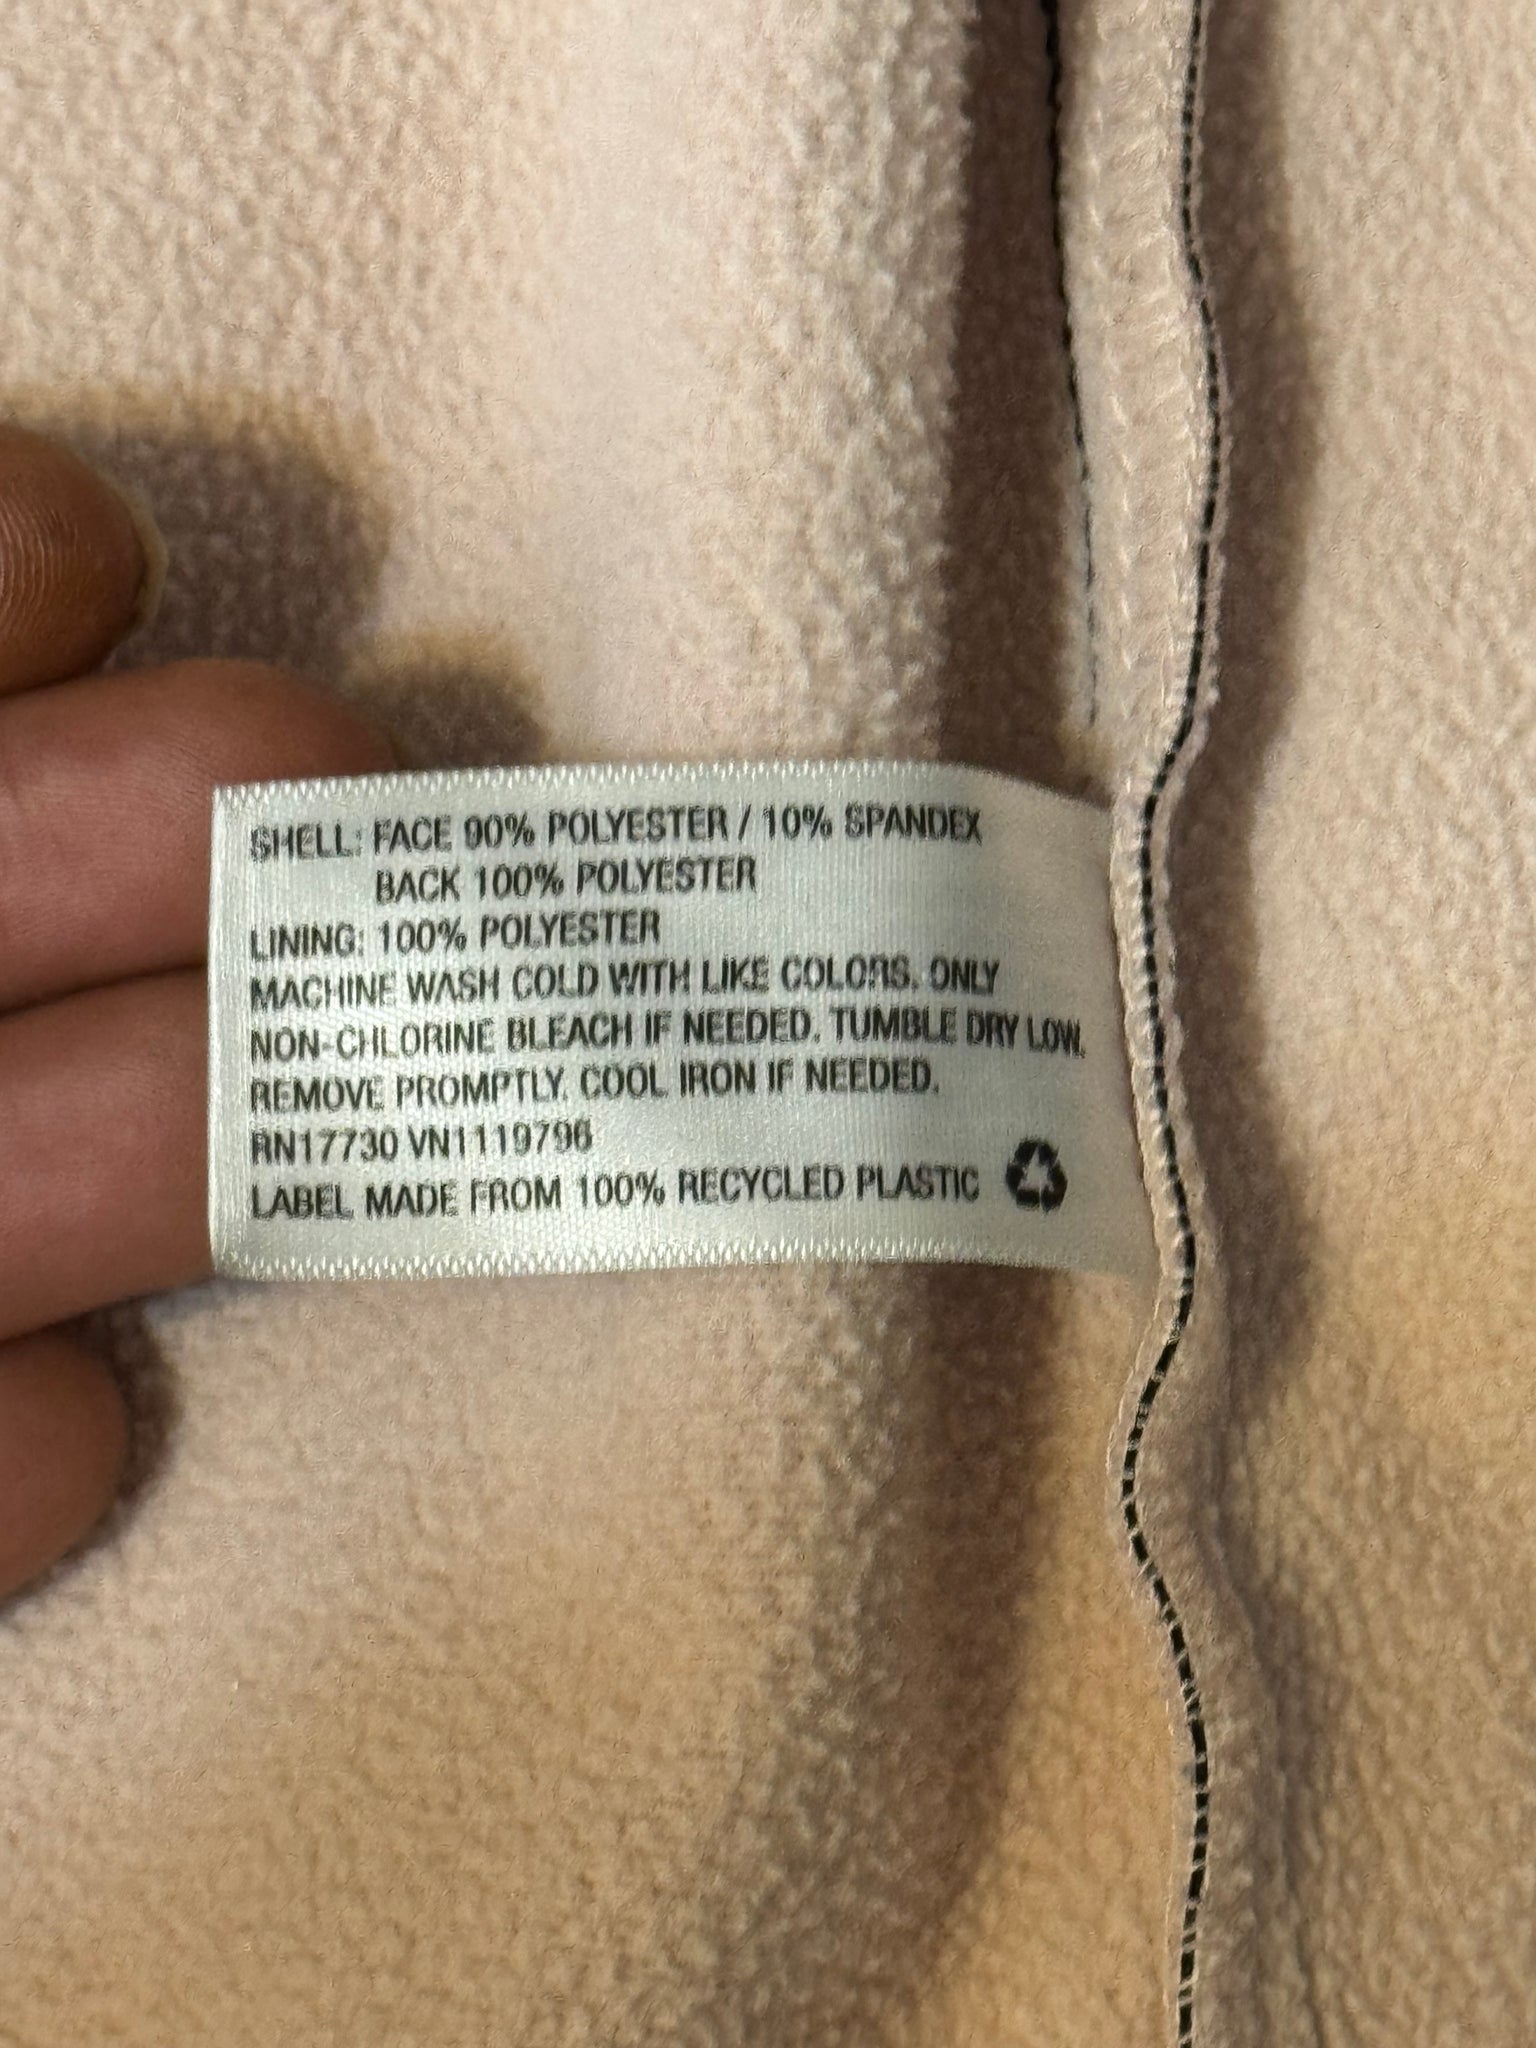 SHELL: FACE 90% POLYESTER / 10% SPANDEX
BACK 100% POLYESTER
LINING: 100% POLYESTER
MACHINE WASH COLD WITH LIKE COLORS. ONLY
NON-CHLORINE BLEACH IF NEEDED. TUMBLE DRY LOW.
REMOVE PROMPTLY. COOL IRON IF NEEDED.
RN17730 VN1119796
LABEL MADE FROM 100% RECYCLED PLASTIC